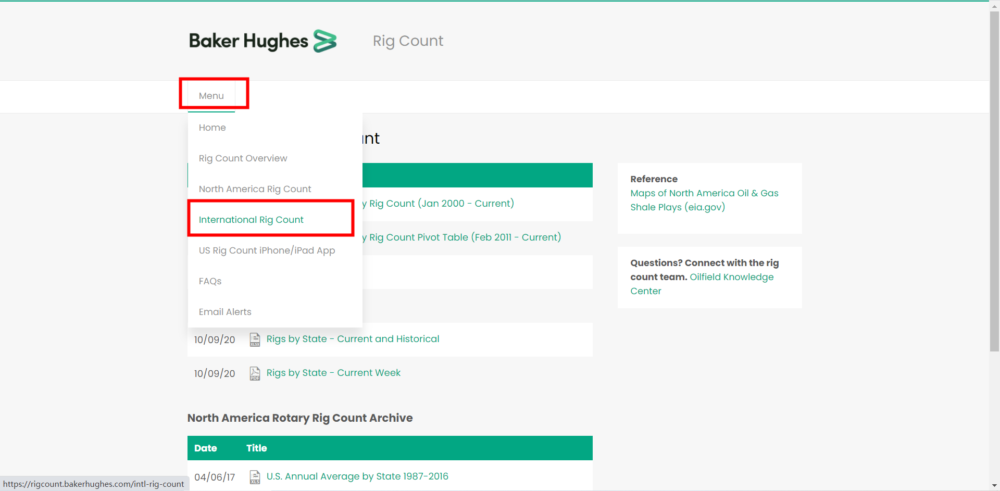 Baker Hughes
Rig Count
Menu
Home
Rig Count Overview
North America Rig Count
International Rig Count
US Rig Count iPhone/iPad App
FAQs
Email Alerts
unt
y Rig Count (Jan 2000 - Current)
y Rig Count Pivot Table (Feb 2011 - Current)
10/09/20 XLSX Rigs by State - Current and Historical
10/09/20 PDF Rigs by State - Current Week
North America Rotary Rig Count Archive
Date Title
04/06/17 XLS U.S. Annual Average by State 1987-2016
Reference
Maps of North America Oil & Gas
Shale Plays (eia.gov)
Questions? Connect with the rig
count team. Oilfield Knowledge
Center
https://rigcount.bakerhughes.com/intl-rig-count